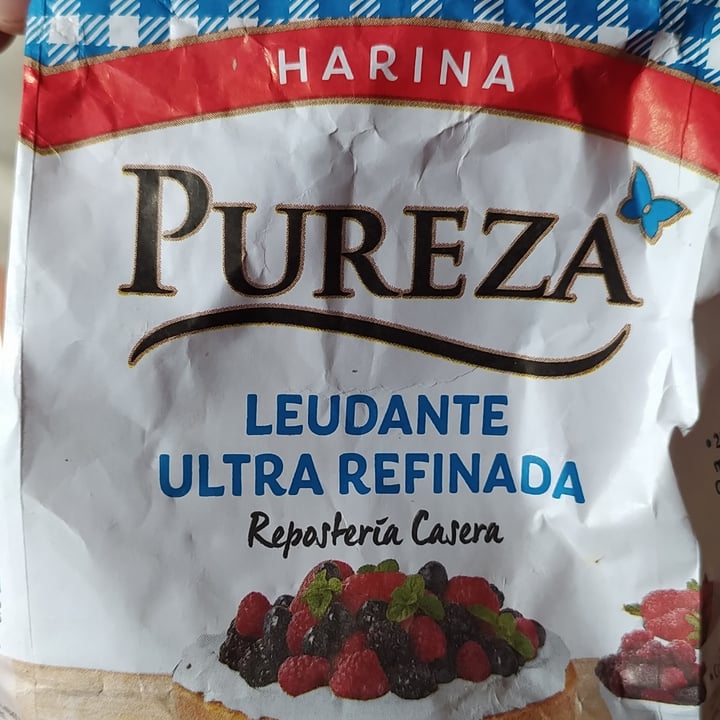 HARINA
PUREZA
LEUDANTE
ULTRA REFINADA
Repostería Casera